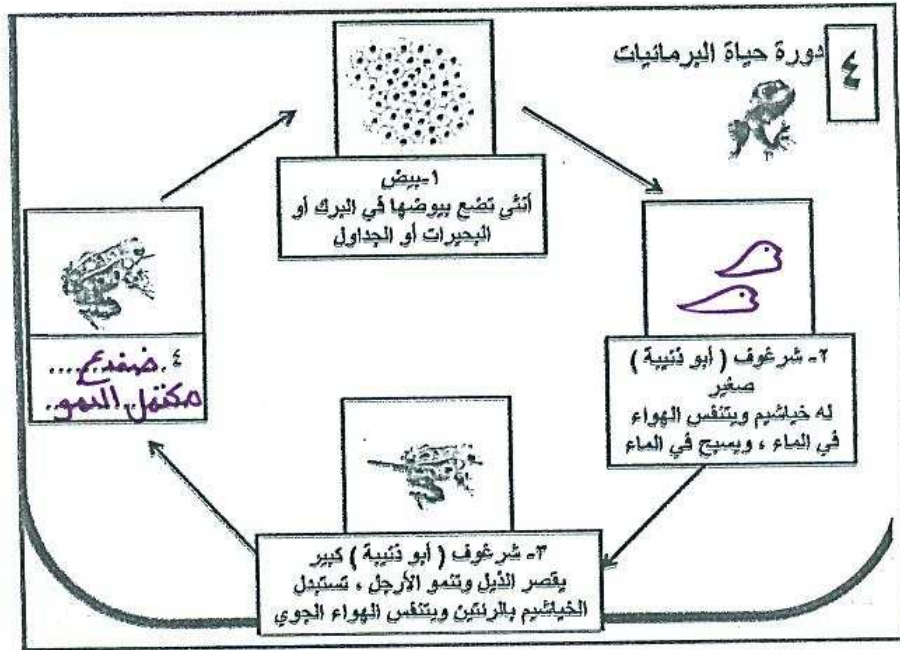 ٤
دورة حياة البرمائيات
١-بيض
أنثى تضع بيوضها في البرك أو
البحيرات أو الجداول
٢- شرغوف ( أبو ذنيبة )
صغير
له خياشيم ويتنفس الهواء
في الماء ، ويسبح في الماء
٣- شرغوف ( أبو ذنيبة ) كبير
يقصر الذيل وتنمو الأرجل ، تستبدل
الخياشيم بالرئتين ويتنفس الهواء الجوي
٤. ضفدع
مكتمل النمو